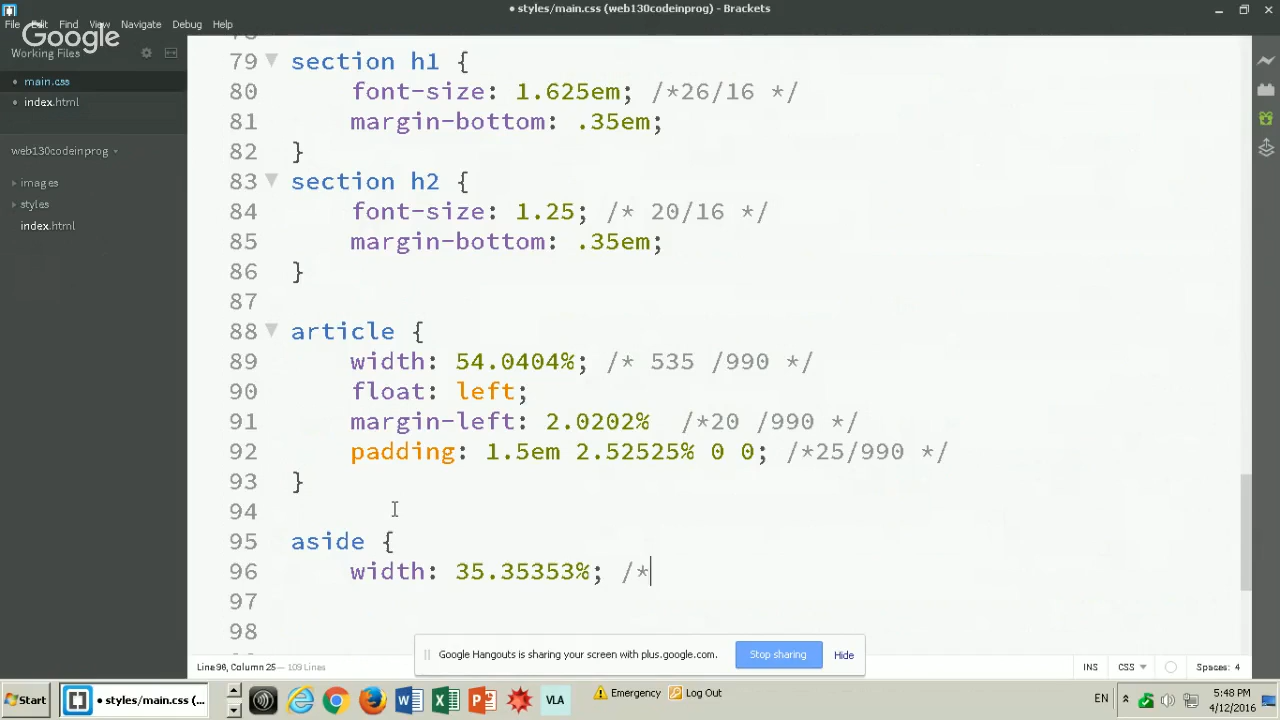 • styles/main.css (web130codeinprog) - Brackets
File Edit Find View Navigate Debug Help
Google
Working Files
• main.css
• index.html
web130codeinprog
images
styles
index.html
79 section h1 {
80 font-size: 1.625em; /*26/16 */
81 margin-bottom: .35em;
82 }
83 section h2 {
84 font-size: 1.25; /* 20/16 */
85 margin-bottom: .35em;
86 }
87
88 article {
89 width: 54.0404%; /* 535 /990 */
90 float: left;
91 margin-left: 2.0202% /*20 /990 */
92 padding: 1.5em 2.52525% 0 0; /*25/990 */
93 }
94
95 aside {
96 width: 35.35353%; /*
97
98
Google Hangouts is sharing your screen with plus.google.com. Stop sharing Hide
Line 96, Column 25 — 109 Lines INS CSS Spaces: 4
Start • styles/main.css (... VLA Emergency Log Out EN 5:48 PM
4/12/2016